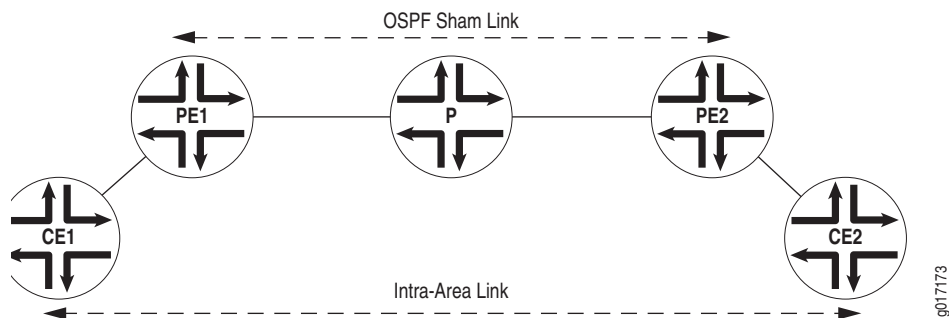 OSPF Sham Link
PE1
P
PE2
CE1
CE2
Intra-Area Link
g017173